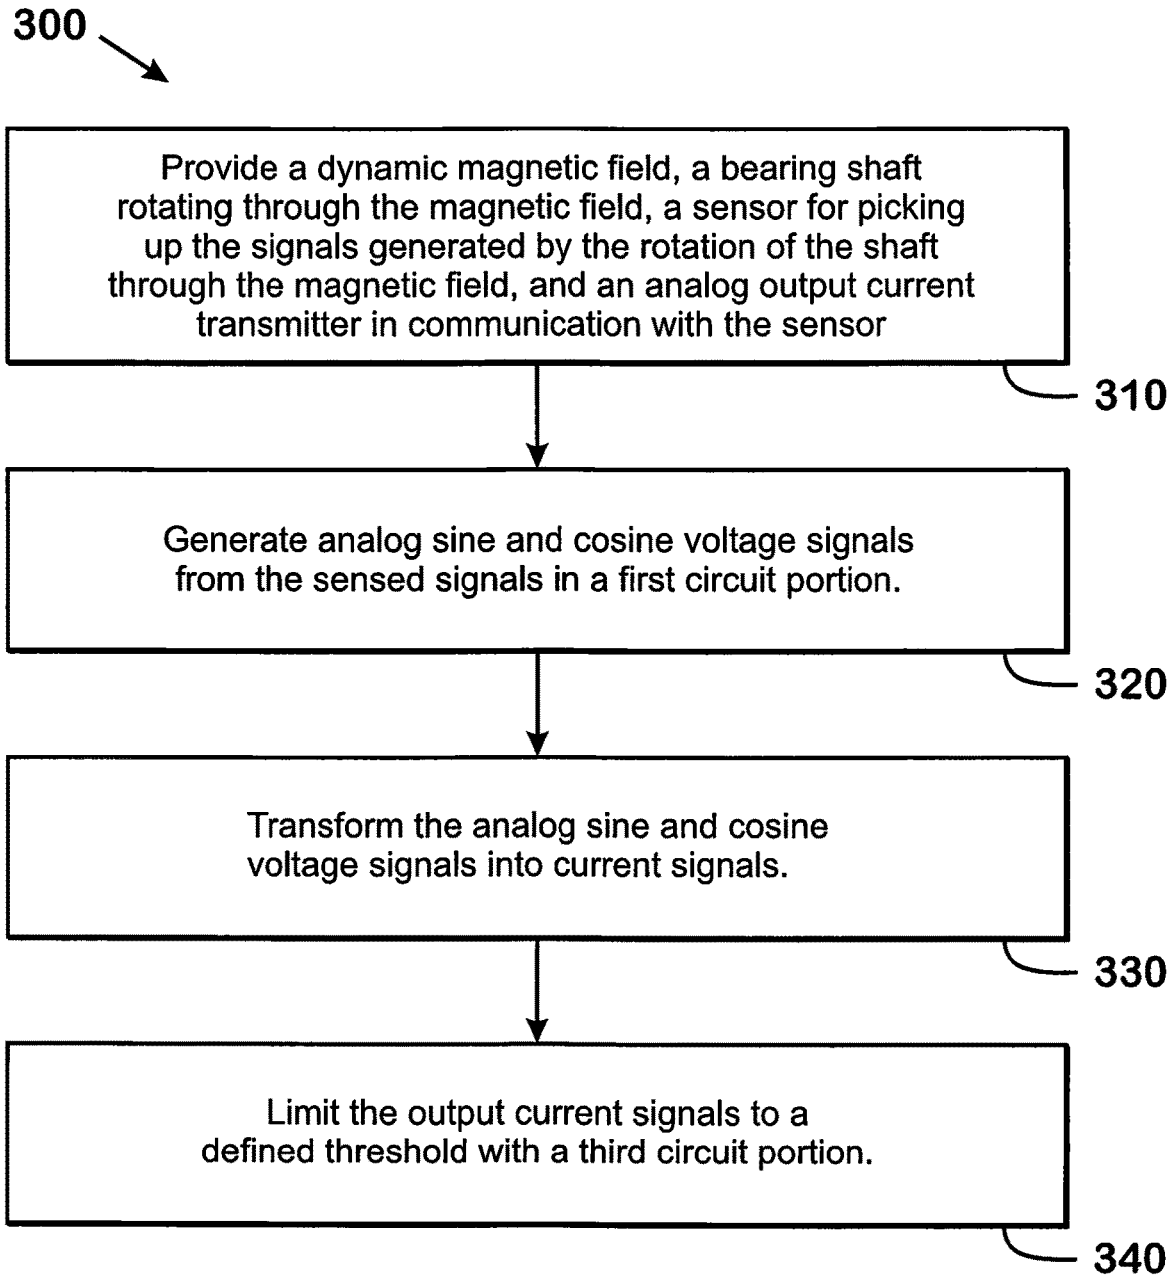 300
Provide a dynamic magnetic field, a bearing shaft
rotating through the magnetic field, a sensor for picking
up the signals generated by the rotation of the shaft
through the magnetic field, and an analog output current
transmitter in communication with the sensor
310
Generate analog sine and cosine voltage signals
from the sensed signals in a first circuit portion.
320
Transform the analog sine and cosine
voltage signals into current signals.
330
Limit the output current signals to a
defined threshold with a third circuit portion.
340